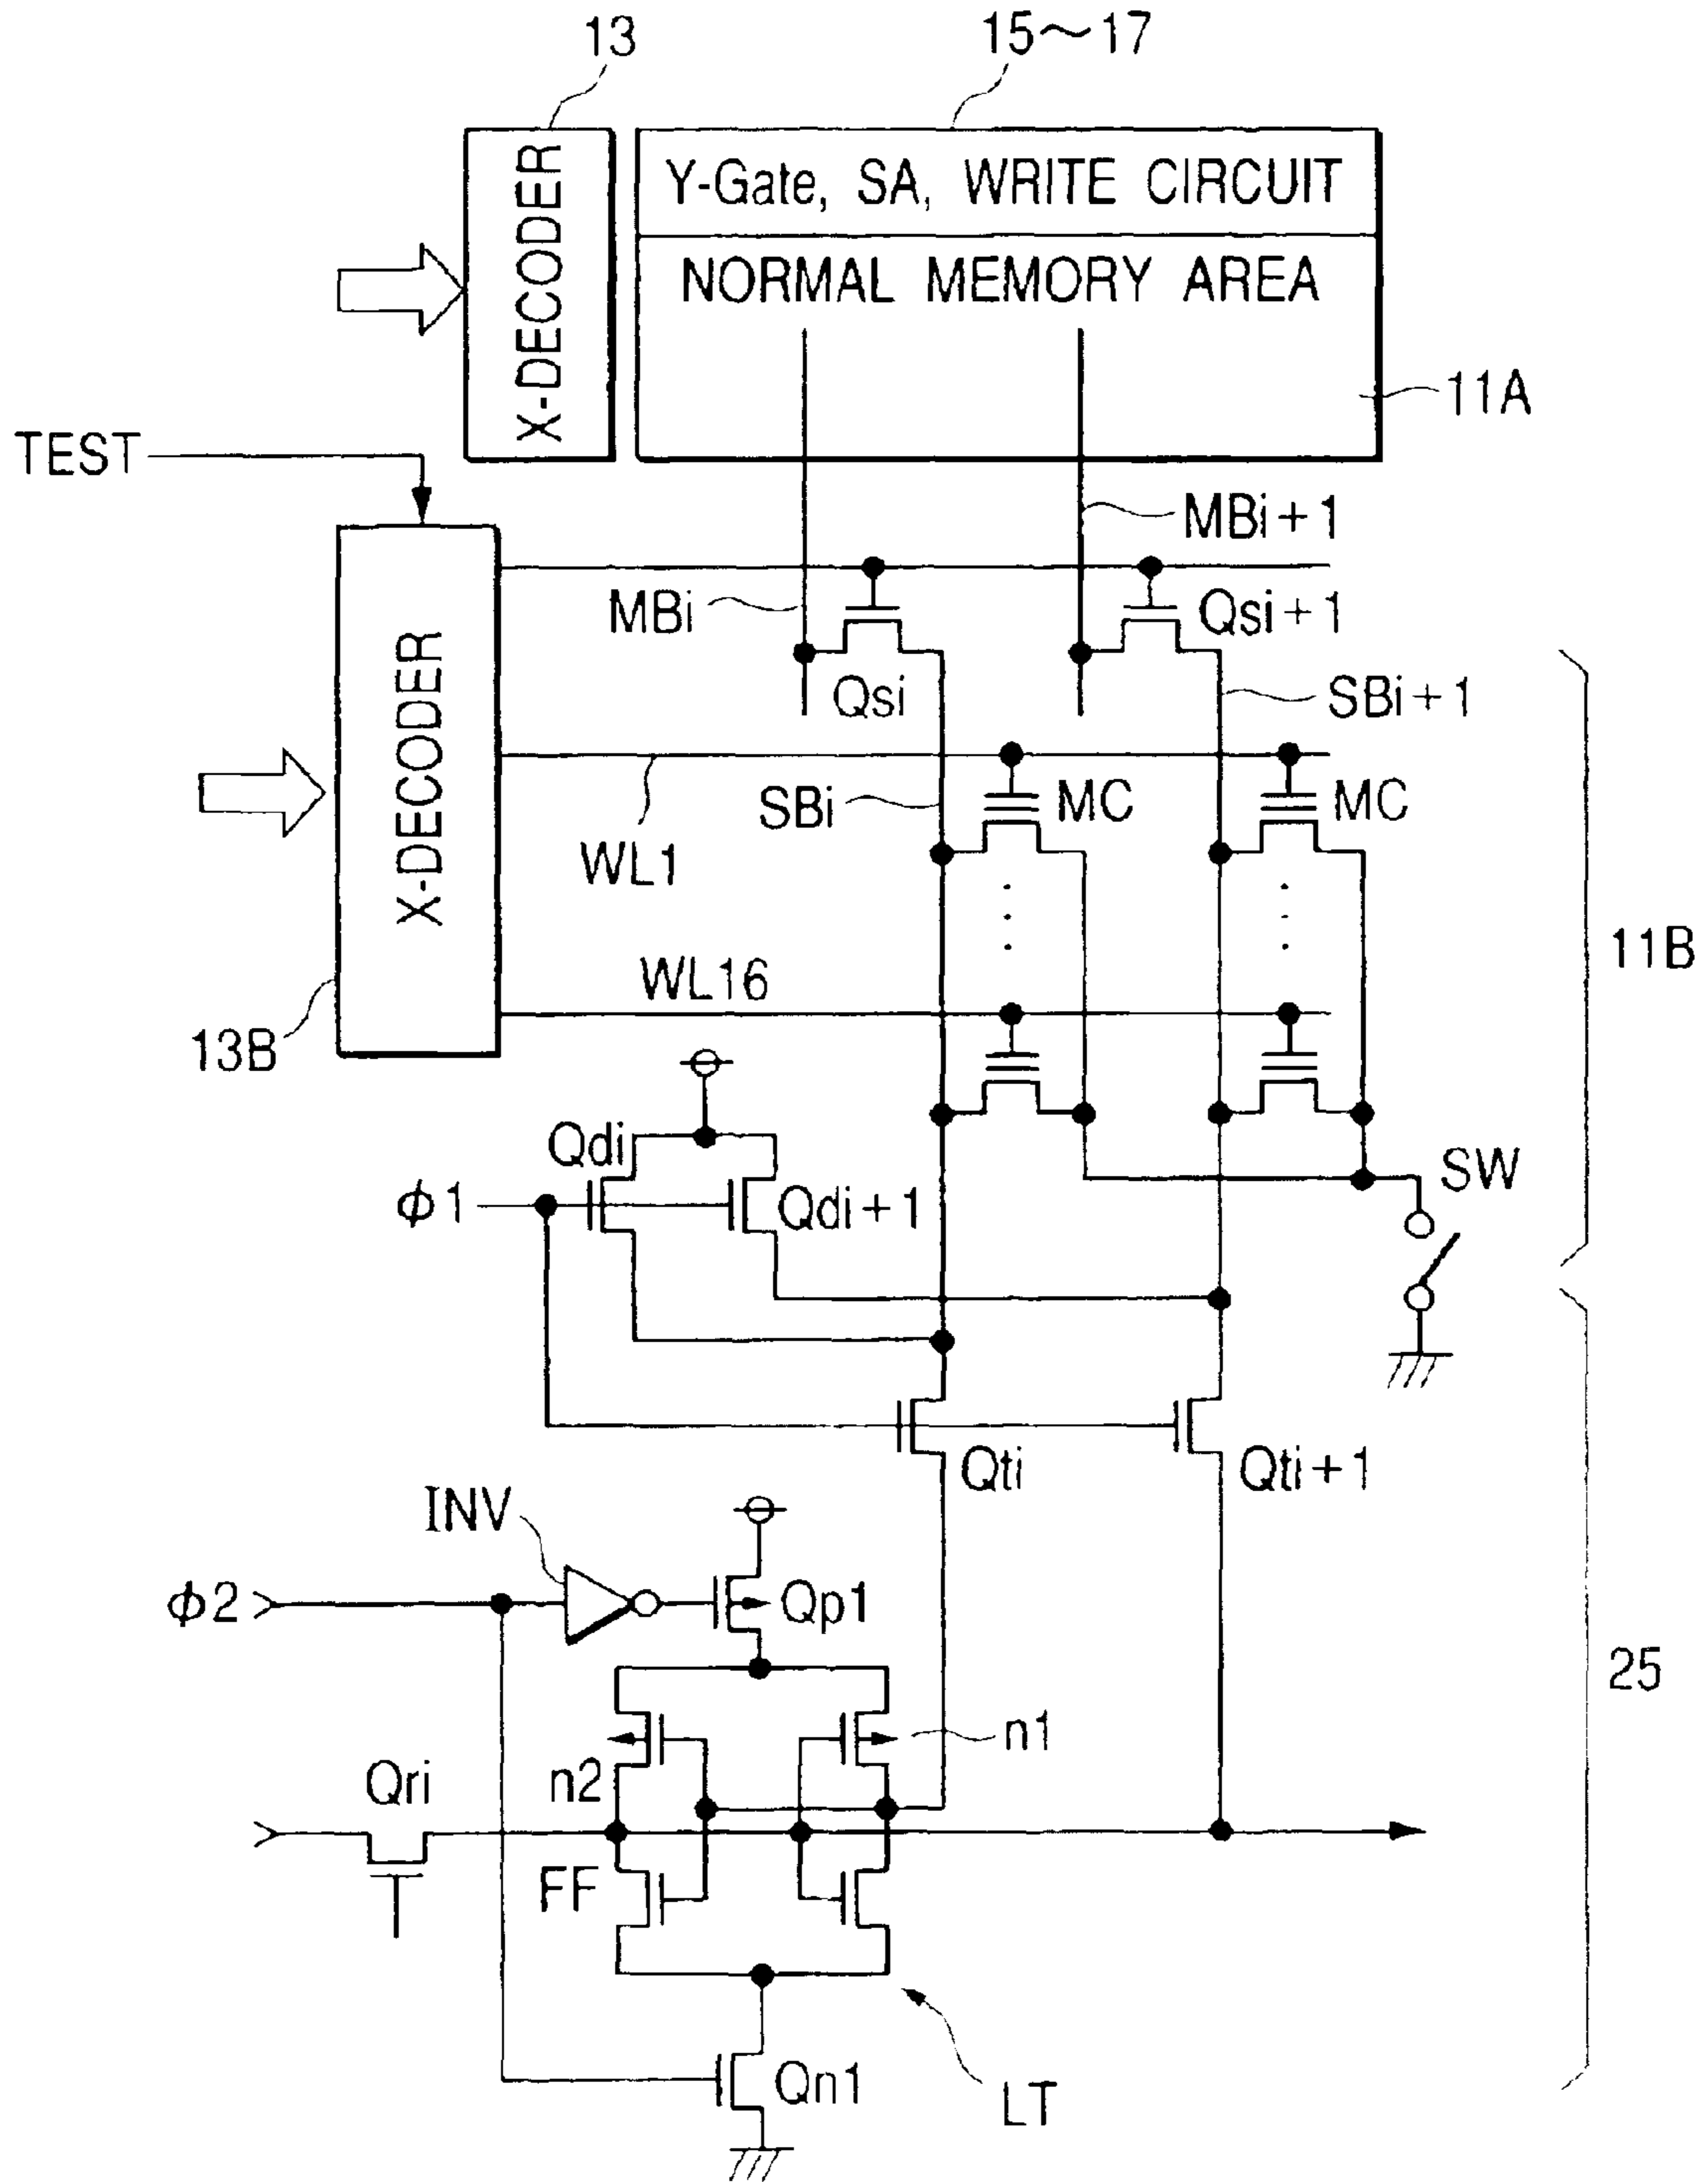 13
15~17
X-DECODER
Y-Gate, SA, WRITE CIRCUIT
NORMAL MEMORY AREA
11A
TEST
MBi+1
MBi
Qsi+1
Qsi
SBi+1
X-DECODER
SBi
MC
MC
WL1
11B
WL16
13B
Qdi
SW
ϕ1
Qdi+1
Qti
Qti+1
INV
ϕ2
Qp1
25
n1
n2
Qri
FF
Qn1
LT